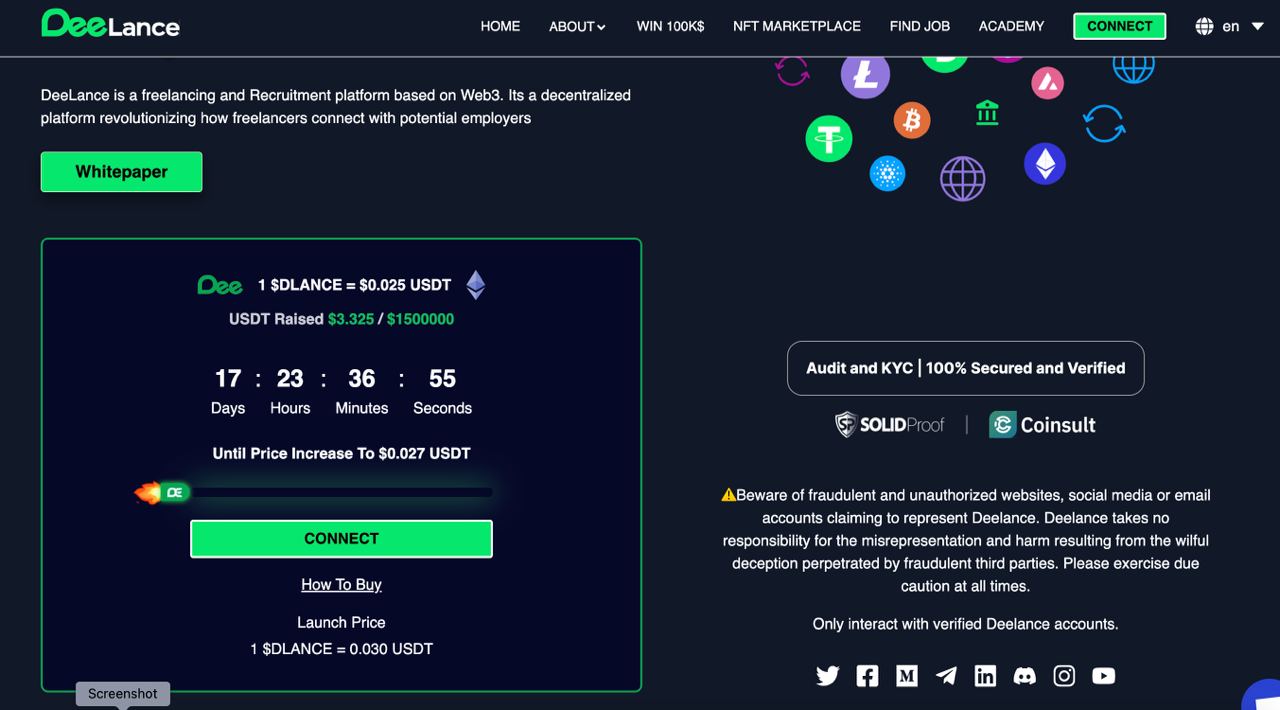 DeeLance
HOME ABOUT WIN 100K$ NFT MARKETPLACE FIND JOB ACADEMY CONNECT en
DeeLance is a freelancing and Recruitment platform based on Web3. Its a decentralized
platform revolutionizing how freelancers connect with potential employers
Whitepaper
Dee 1 $DLANCE = $0.025 USDT
USDT Raised $3.325 / $1500000
17 : 23 : 36 : 55
Days Hours Minutes Seconds
Until Price Increase To $0.027 USDT
DE
CONNECT
How To Buy
Launch Price
1 $DLANCE = 0.030 USDT
Audit and KYC | 100% Secured and Verified
SOLIDProof | Coinsult
⚠Beware of fraudulent and unauthorized websites, social media or email
accounts claiming to represent Deelance. Deelance takes no
responsibility for the misrepresentation and harm resulting from the wilful
deception perpetrated by fraudulent third parties. Please exercise due
caution at all times.
Only interact with verified Deelance accounts.
Screenshot